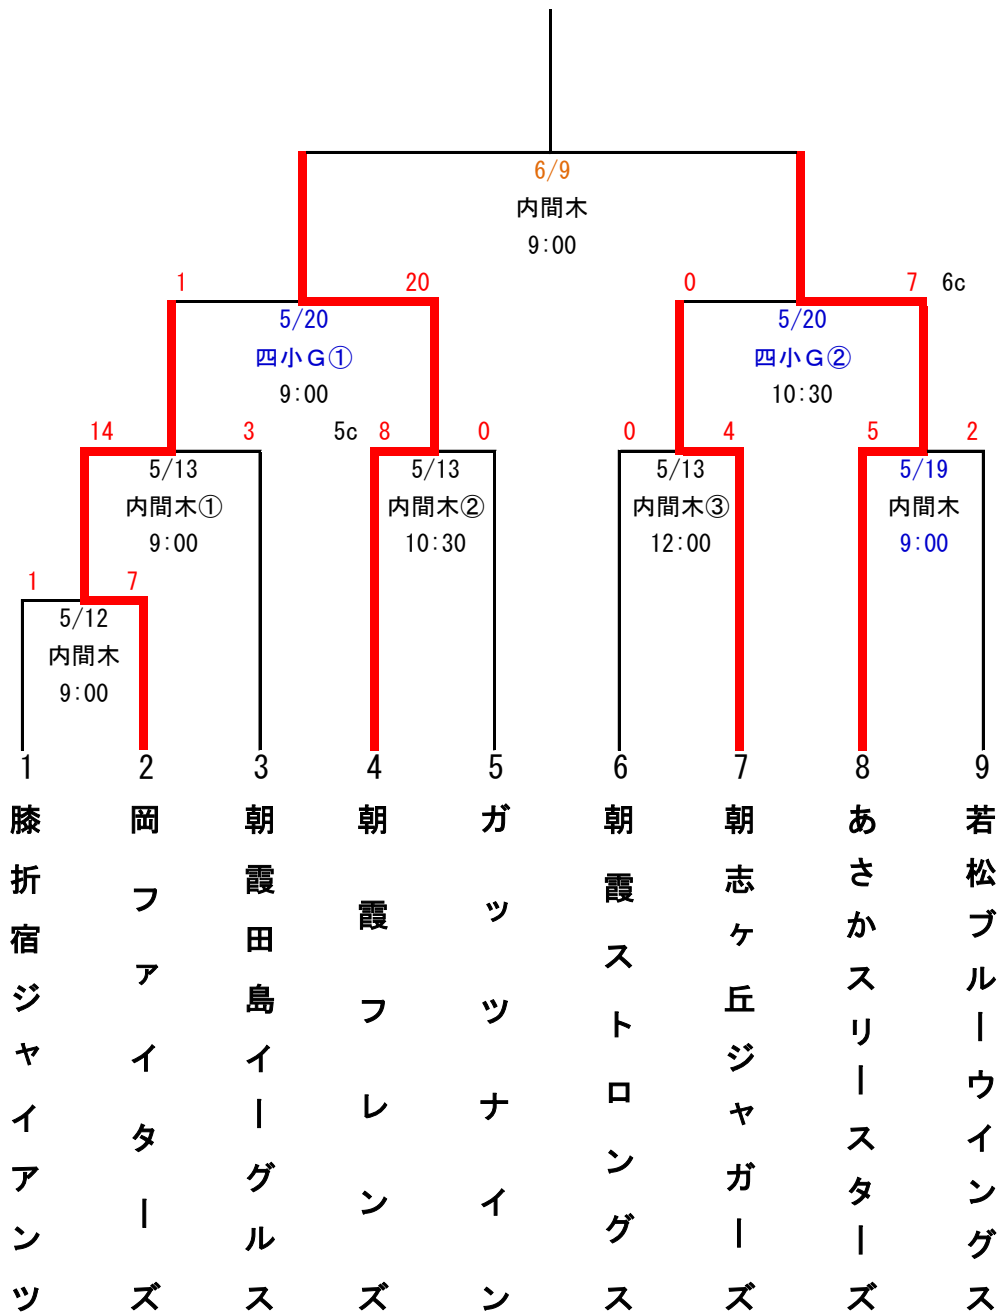 6/9
内間木
9:00
1 20 0 7 6c
5/20 5/20
四小G① 四小G②
9:00 10:30
14 3 5c 8 0 0 4 5 2
5/13 5/13 5/13 5/19
内間木① 内間木② 内間木③ 内間木
9:00 10:30 12:00 9:00
1 7
5/12
内間木
9:00
1 2 3 4 5 6 7 8 9
膝折宿ジャイアンツ
岡ファイターズ
朝霞田島イーグルス
朝霞フレンズ
ガッツナイン
朝霞ストロングス
朝志ヶ丘ジャガーズ
あさかスリースターズ
若松ブルーウイングス